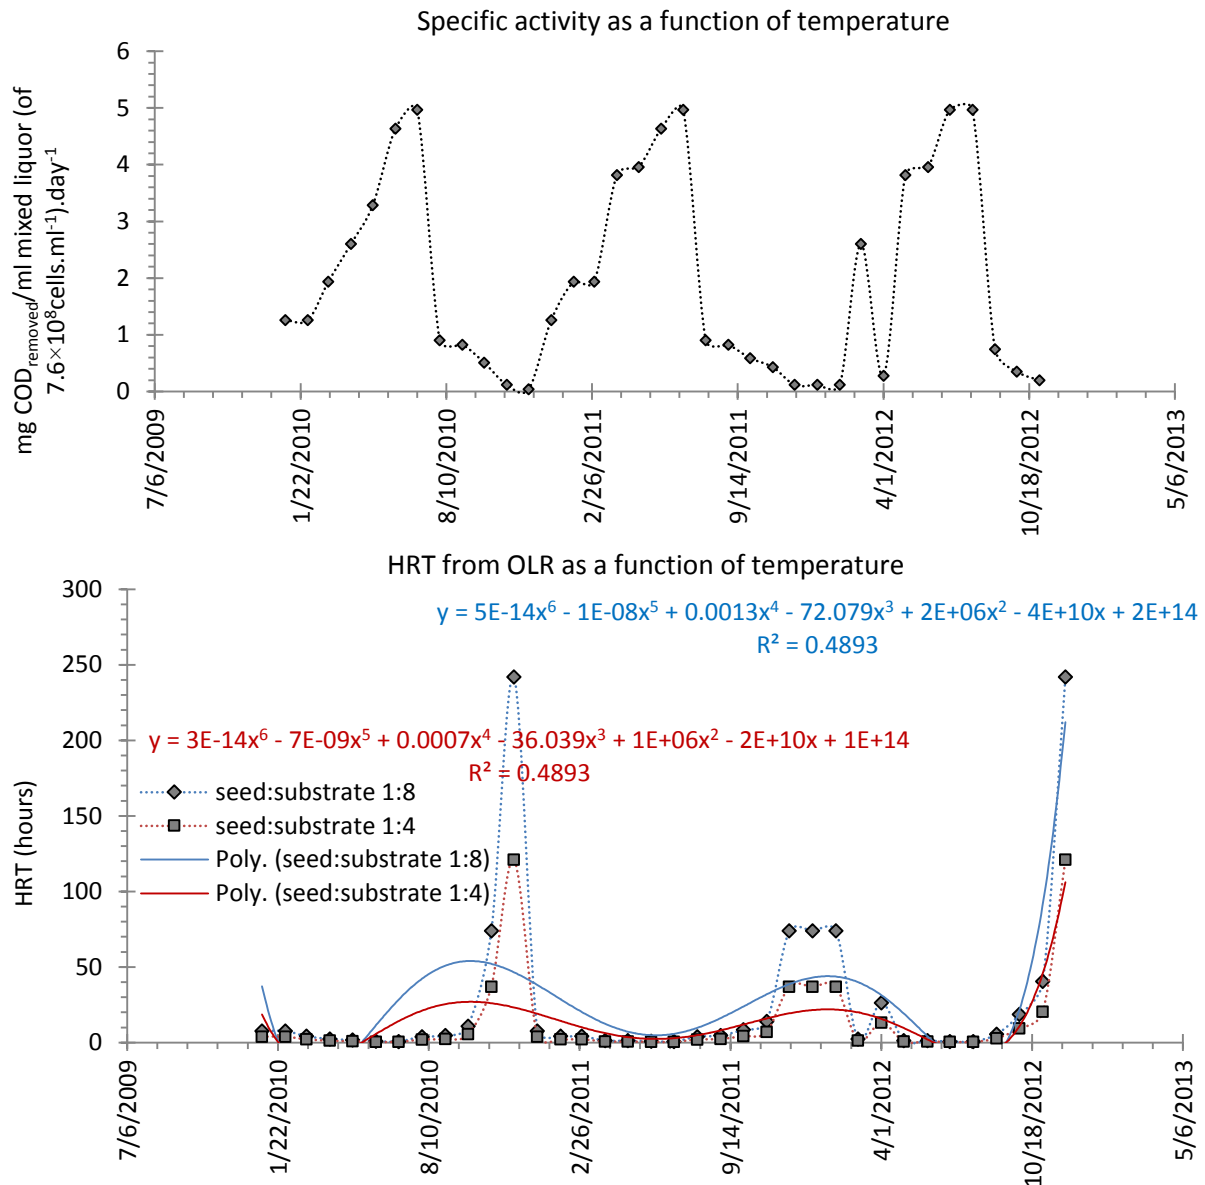 Specific activity as a function of temperature
mg COD_removed/ml mixed liquor (of
7.6×10⁸cells.ml⁻¹).day⁻¹
6
5
4
3
2
1
0
7/6/2009
1/22/2010
8/10/2010
2/26/2011
9/14/2011
4/1/2012
10/18/2012
5/6/2013
HRT from OLR as a function of temperature
HRT (hours)
300
250
200
150
100
50
0
y = 5E-14x⁶ - 1E-08x⁵ + 0.0013x⁴ - 72.079x³ + 2E+06x² - 4E+10x + 2E+14
R² = 0.4893
y = 3E-14x⁶ - 7E-09x⁵ + 0.0007x⁴ - 36.039x³ + 1E+06x² - 2E+10x + 1E+14
R² = 0.4893
seed:substrate 1:8
seed:substrate 1:4
Poly. (seed:substrate 1:8)
Poly. (seed:substrate 1:4)
7/6/2009
1/22/2010
8/10/2010
2/26/2011
9/14/2011
4/1/2012
10/18/2012
5/6/2013